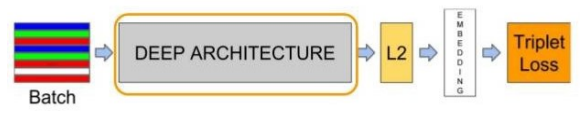 Batch
DEEP ARCHITECTURE
L2
EMBEDDING
Triplet
Loss